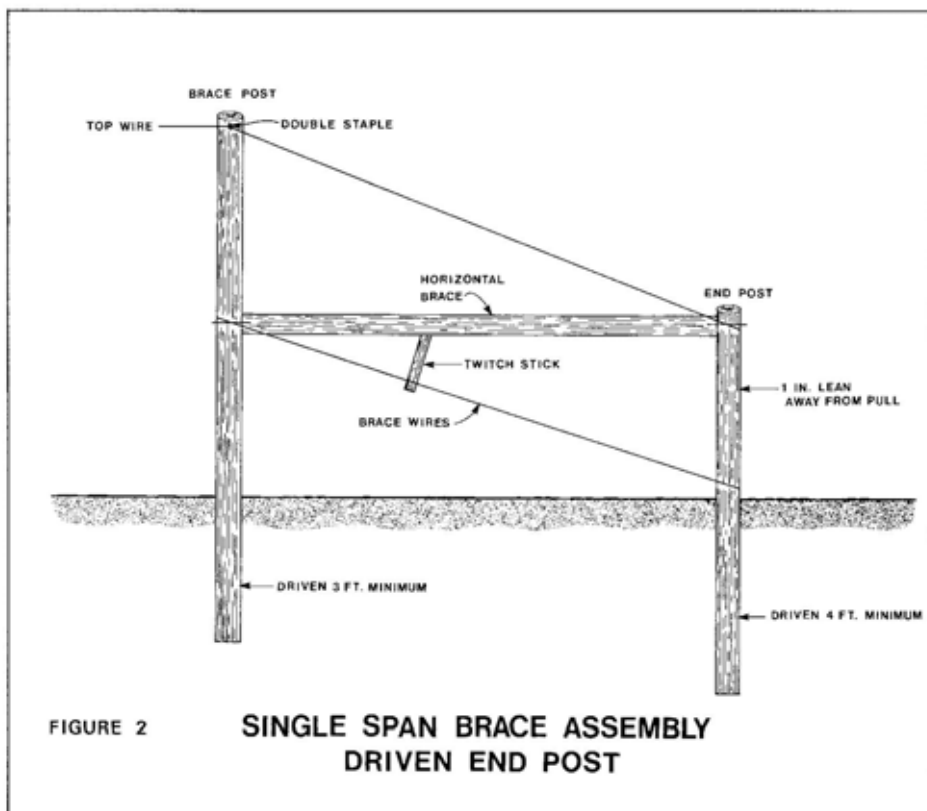 BRACE POST
TOP WIRE
DOUBLE STAPLE
HORIZONTAL
BRACE
END POST
TWITCH STICK
1 IN. LEAN
AWAY FROM PULL
BRACE WIRES
DRIVEN 3 FT. MINIMUM
DRIVEN 4 FT. MINIMUM
FIGURE 2
SINGLE SPAN BRACE ASSEMBLY
DRIVEN END POST